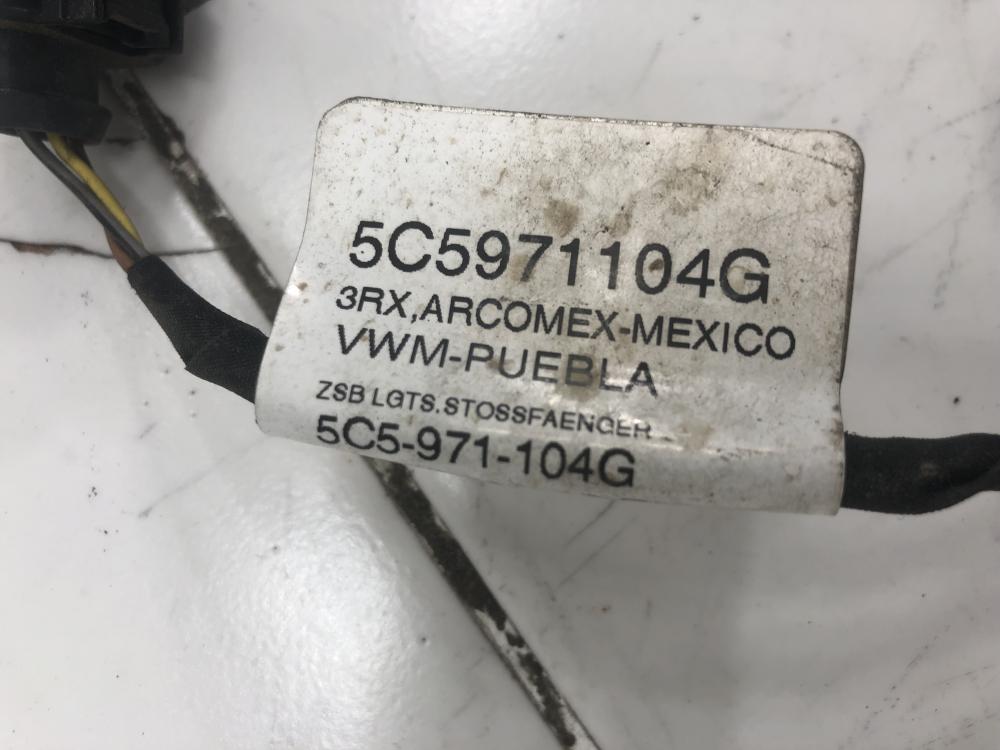 5C5971104G
3RX,ARCOMEX-MEXICO
VWM-PUEBLA
ZSB LGTS.STOSSFAENGER
5C5-971-104G